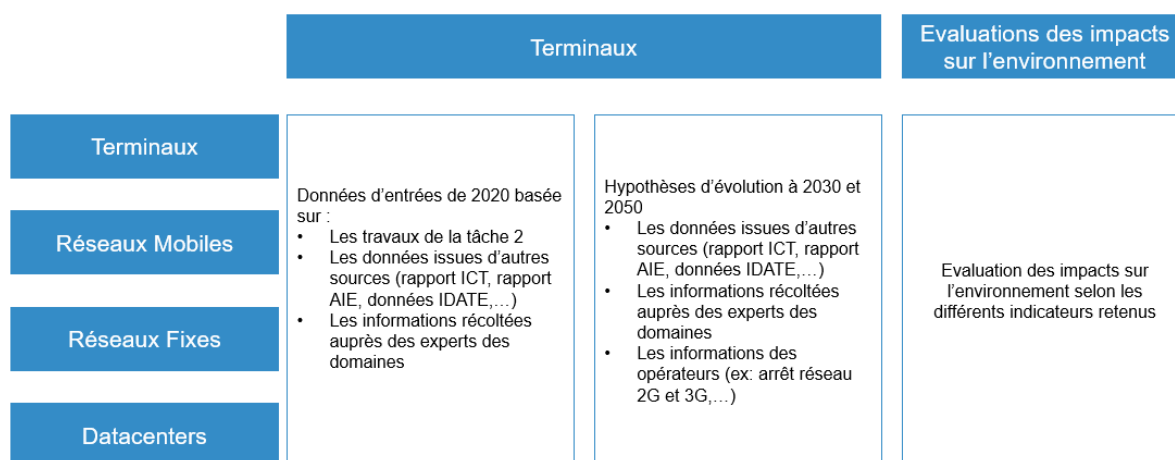 Terminaux
Evaluations des impacts
sur l'environnement
Terminaux
Réseaux Mobiles
Réseaux Fixes
Datacenters
Données d'entrées de 2020 basée
sur :
• Les travaux de la tâche 2
• Les données issues d'autres
sources (rapport ICT, rapport
AIE, données IDATE,…)
• Les informations récoltées
auprès des experts des
domaines
Hypothèses d'évolution à 2030 et
2050
• Les données issues d'autres
sources (rapport ICT, rapport
AIE, données IDATE,…)
• Les informations récoltées
auprès des experts des
domaines
• Les informations des
opérateurs (ex: arrêt réseau
2G et 3G,…)
Evaluation des impacts sur
l'environnement selon les
différents indicateurs retenus